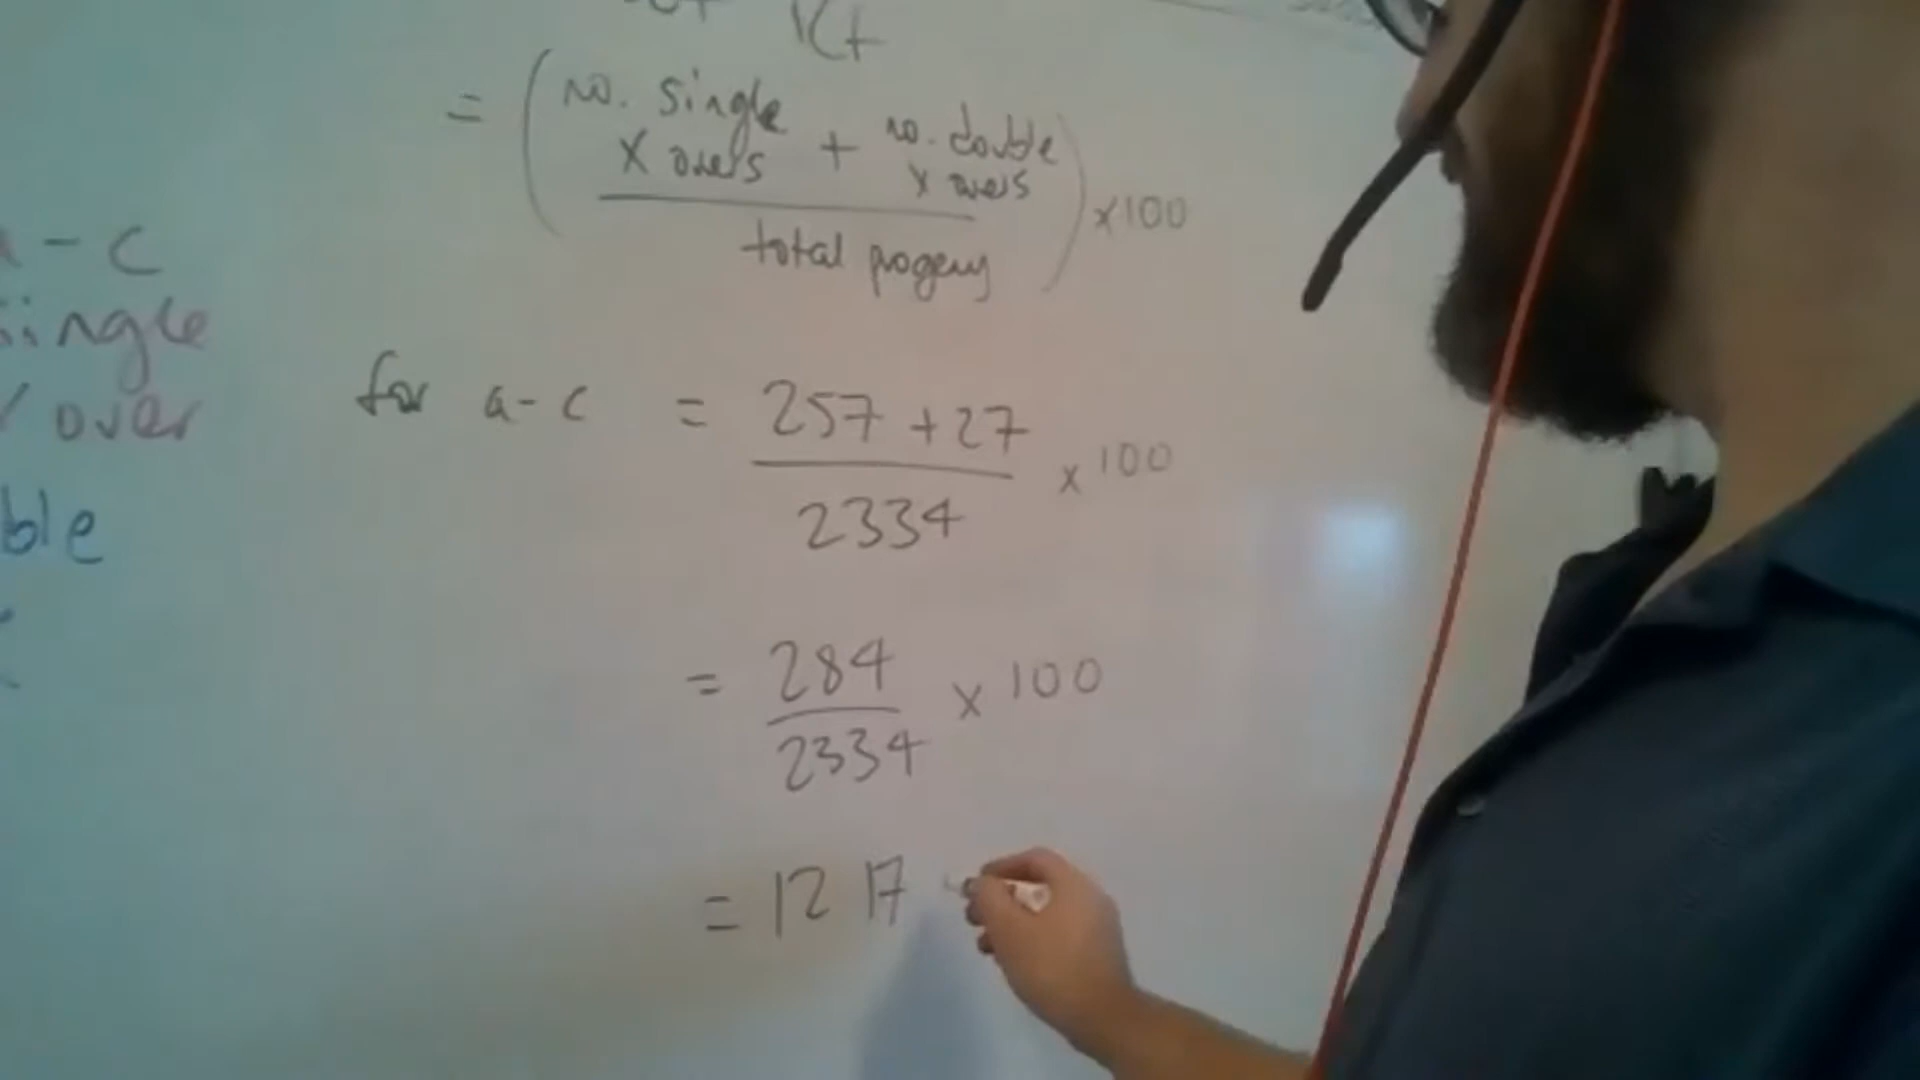 = (no. single x overs + no. double x overs / total progeny) x100
a - c
single
over
ble
for a - c = 257 + 27 / 2334 x 100
= 284 / 2334 x 100
= 12 17